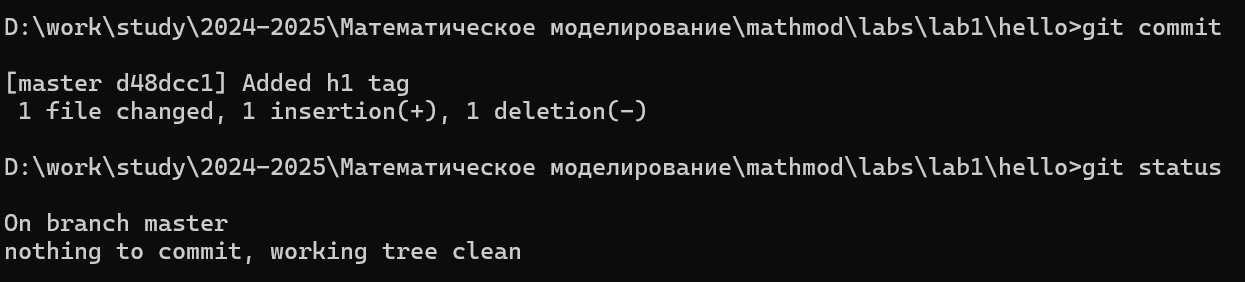 D:\work\study\2024-2025\Математическое моделирование\mathmod\labs\lab1\hello>git commit
[master d48dcc1] Added h1 tag
 1 file changed, 1 insertion(+), 1 deletion(-)
D:\work\study\2024-2025\Математическое моделирование\mathmod\labs\lab1\hello>git status
On branch master
nothing to commit, working tree clean